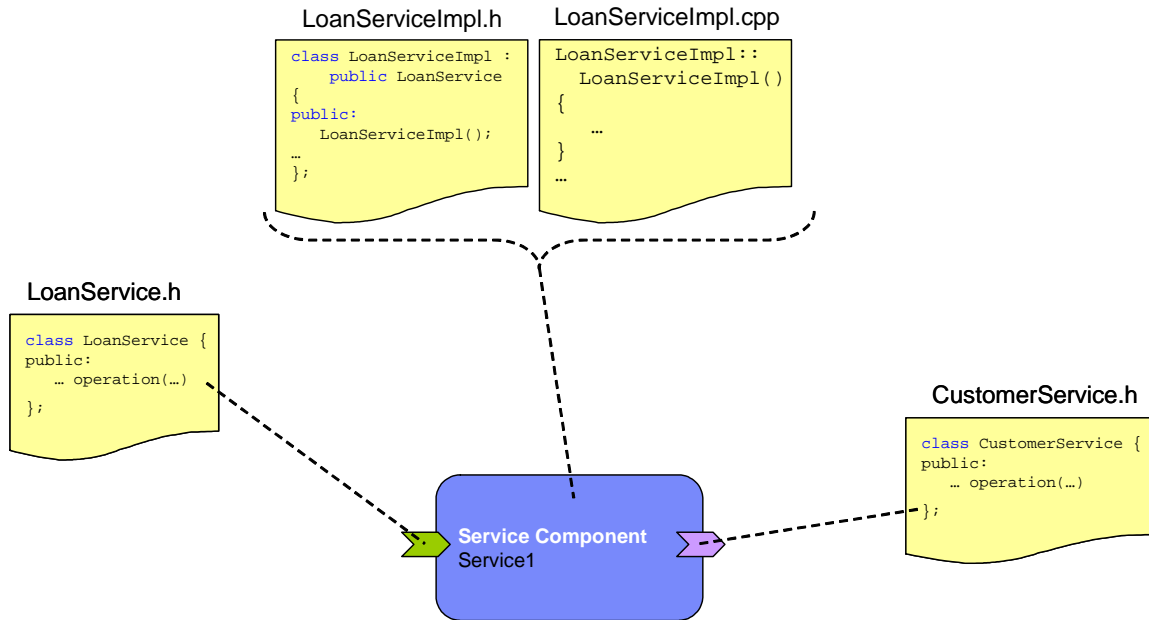 LoanServiceImpl.h
LoanServiceImpl.cpp
class LoanServiceImpl :
public LoanService
{
public:
LoanServiceImpl();
…
};
LoanServiceImpl::
LoanServiceImpl()
{
…
}
…
LoanService.h
class LoanService {
public:
… operation(…)
};
CustomerService.h
class CustomerService {
public:
… operation(…)
};
Service Component
Service1